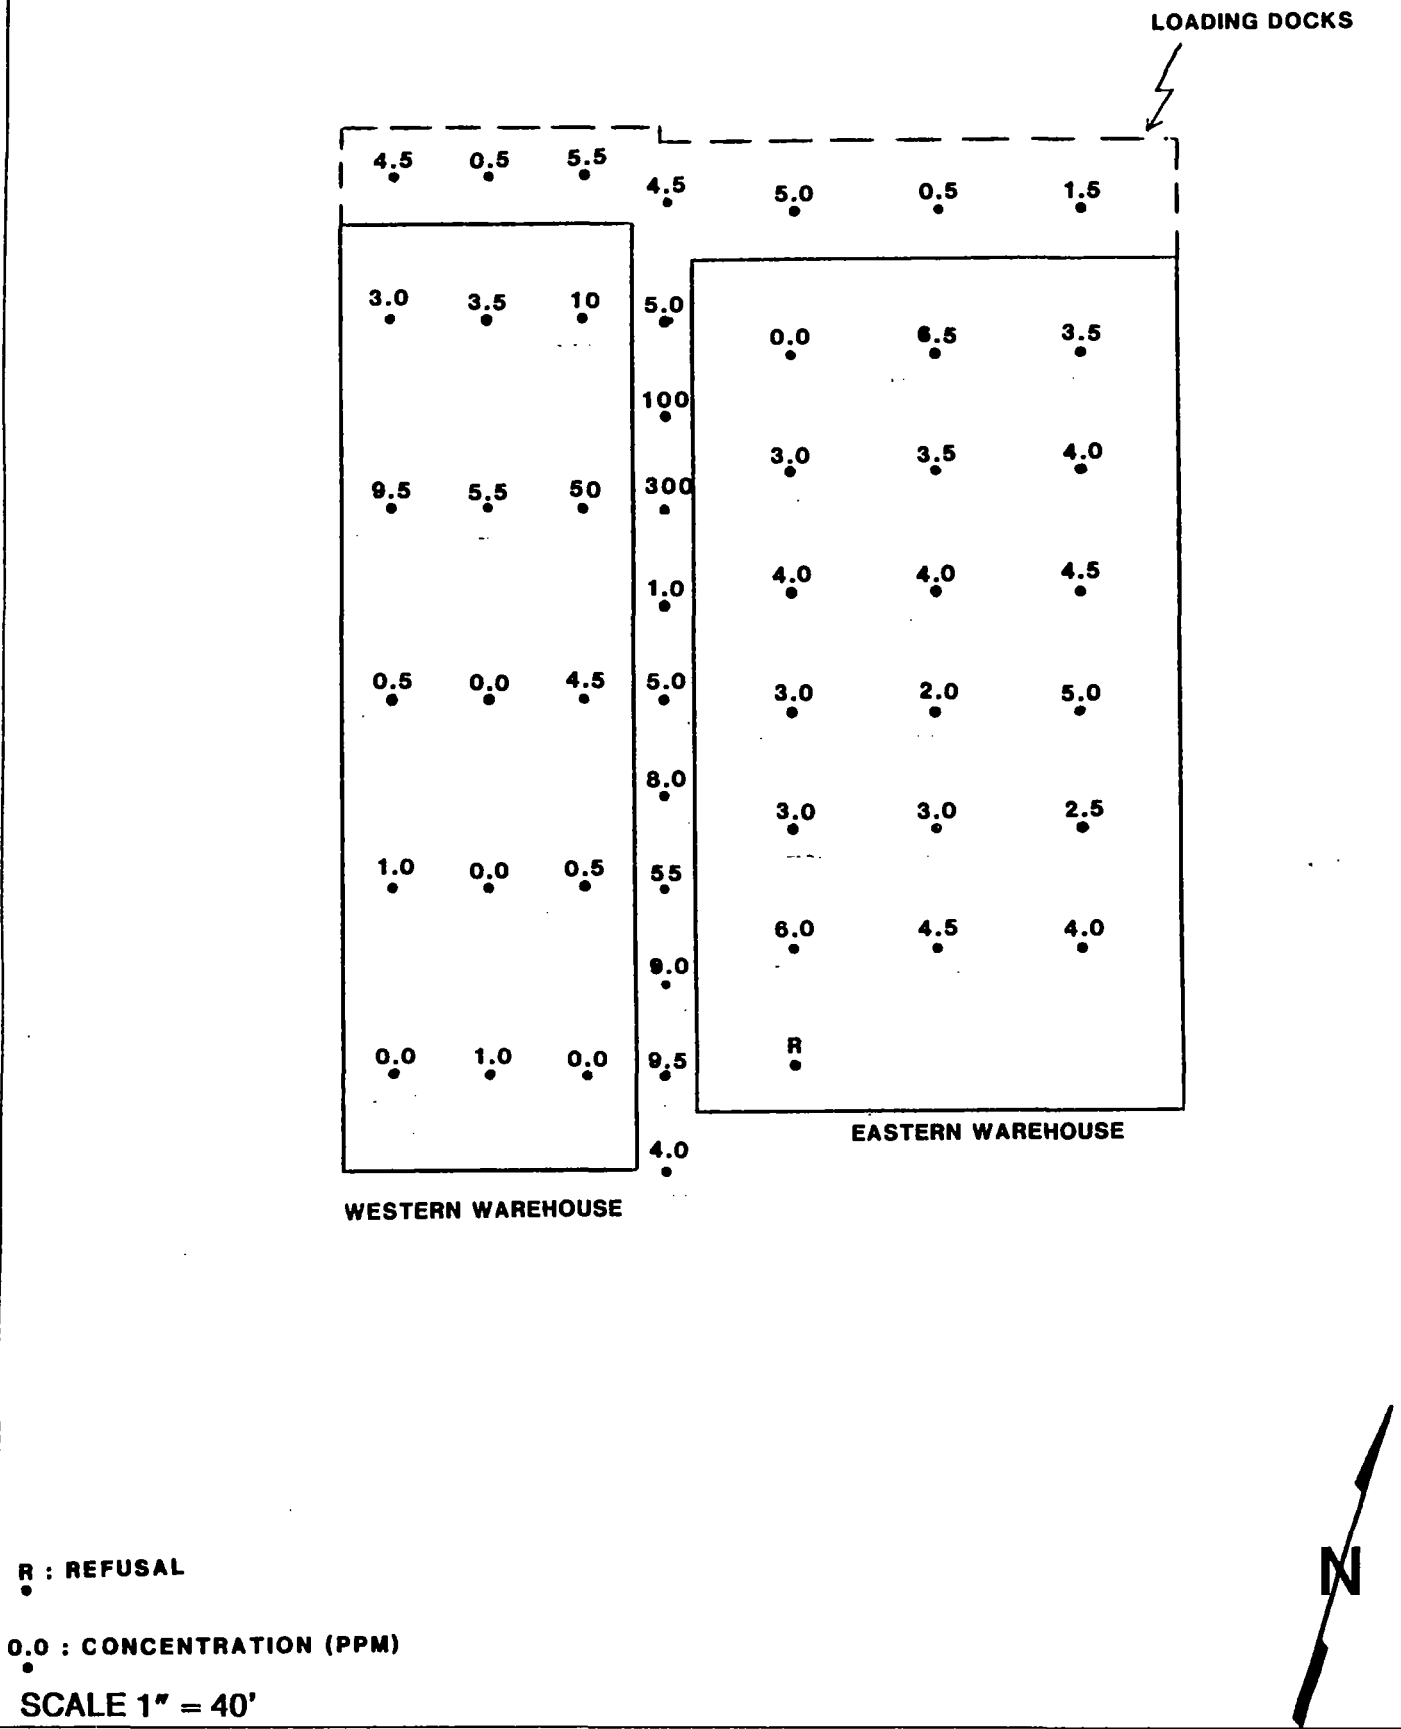 LOADING DOCKS
4.5 0.5 5.5
4.5 5.0 0.5 1.5
3.0 3.5 10 5.0
0.0 6.5 3.5
100
3.0 3.5 4.0
9.5 5.5 50 300
4.0 4.0 4.5
1.0
0.5 0.0 4.5 5.0
3.0 2.0 5.0
8.0
3.0 3.0 2.5
1.0 0.0 0.5 55
6.0 4.5 4.0
9.0
R
0.0 1.0 0.0 9.5
EASTERN WAREHOUSE
4.0
WESTERN WAREHOUSE
N
R : REFUSAL
0.0 : CONCENTRATION (PPM)
SCALE 1" = 40'